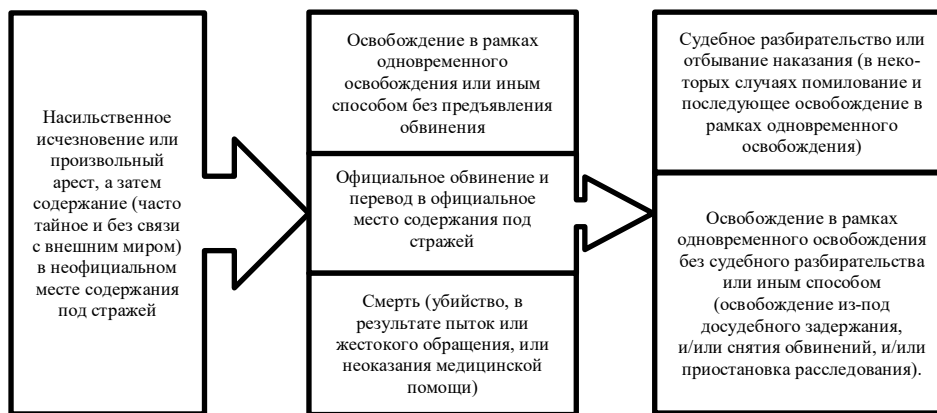 Насильственное
исчезновение или
произвольный
арест, а затем
содержание (часто
тайное и без связи
с внешним миром)
в неофициальном
месте содержания
под стражей
Освобождение в рамках
одновременного
освобождения или иным
способом без предъявления
обвинения
Официальное обвинение и
перевод в официальное
место содержания под
стражей
Смерть (убийство, в
результате пыток или
жестокого обращения, или
неоказания медицинской
помощи)
Судебное разбирательство или
отбывание наказания (в неко-
торых случаях помилование и
последующее освобождение в
рамках одновременного
освобождения)
Освобождение в рамках
одновременного освобождения
без судебного разбирательства
или иным способом
(освобождение из-под
досудебного задержания,
и/или снятия обвинений, и/или
приостановка расследования).